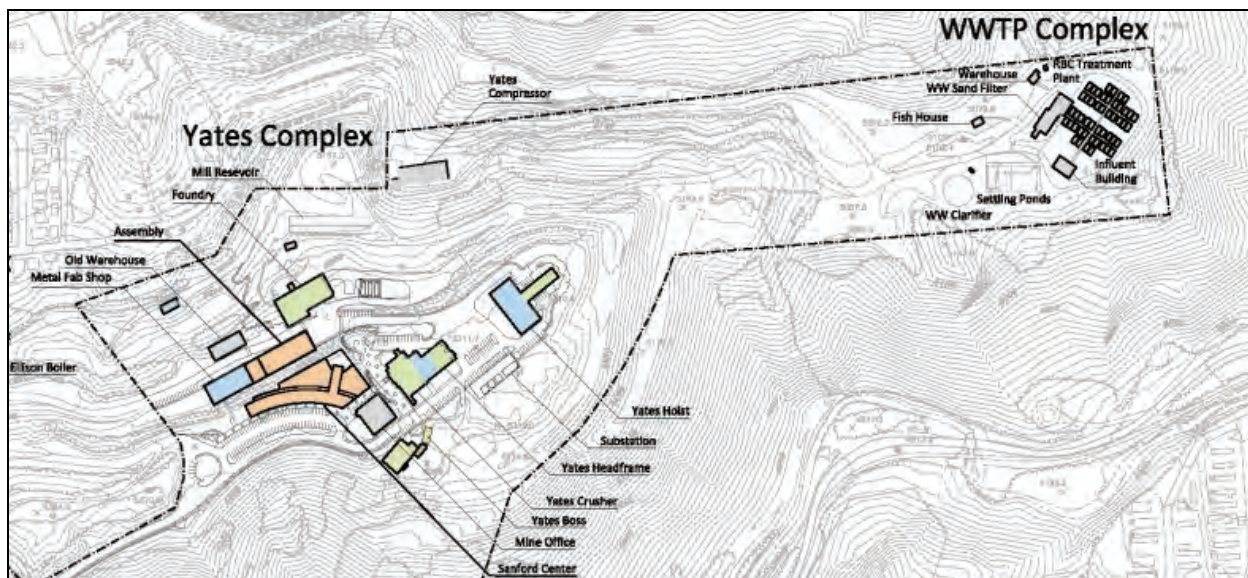 WWTP Complex
RBC Treatment
Plant
Warehouse
WW Sand Filter
Fish House
Influent
Building
Settling Ponds
WW Clarifier
Yates
Compressor
Yates Complex
Mill Resevoir
Foundry
Assembly
Old Warehouse
Metal Fab Shop
Ellison Boiler
Yates Hoist
Substation
Yates Headframe
Yates Crusher
Yates Boss
Mine Office
Sanford Center